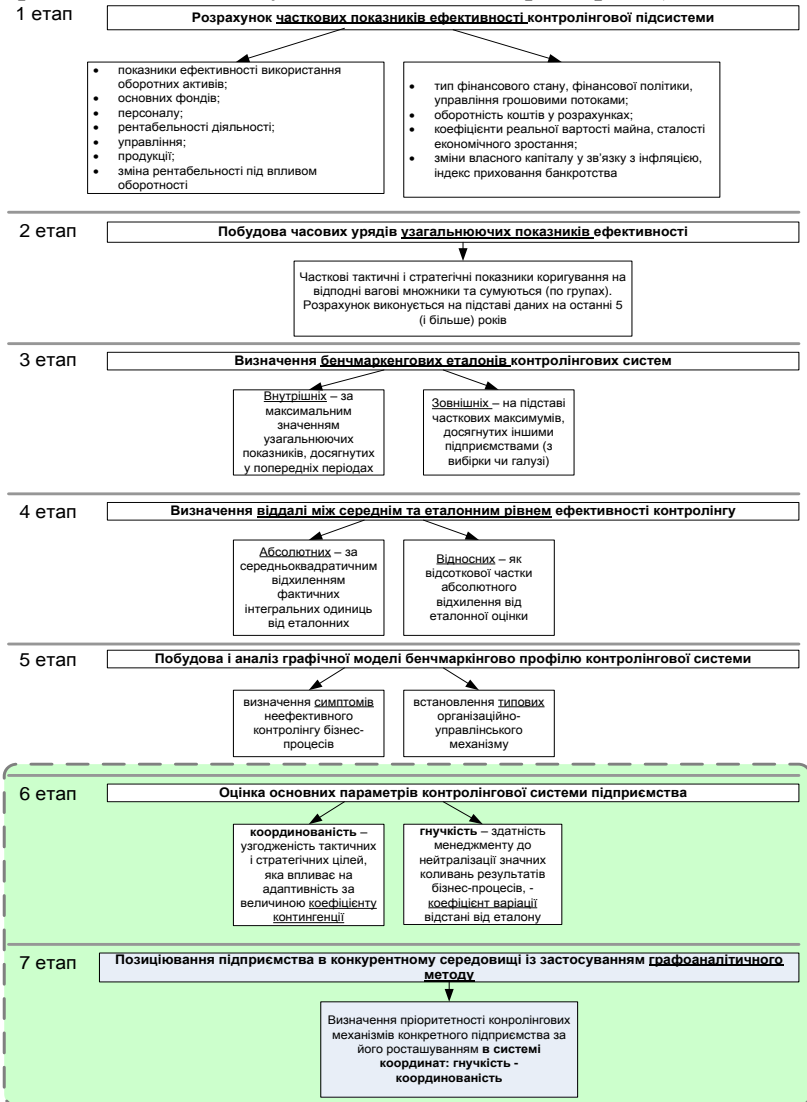 1 етап
Розрахунок часткових показників ефективності контролінгової підсистеми
• показники ефективності використання
оборотних активів;
• основних фондів;
• персоналу;
• рентабельності діяльності;
• управління;
• продукції;
• зміна рентабельності під впливом
оборотності
• тип фінансового стану, фінансової політики,
управління грошовими потоками;
• оборотність коштів у розрахунках;
• коефіцієнти реальної вартості майна, сталості
економічного зростання;
• зміни власного капіталу у зв’язку з інфляцією,
індекс приховання банкротства
2 етап
Побудова часових урядів узагальнюючих показників ефективності
Часткові тактичні і стратегічні показники коригування на
відподні вагові множники та сумуються (по групах).
Розрахунок виконується на підставі даних на останні 5
(і більше) років
3 етап
Визначення бенчмаркенгових еталонів контролінгових систем
Внутрішніх – за
максимальним
значенням
узагальнюючих
показників, досягнутих
у попередніх періодах
Зовнішніх – на підставі
часткових максимумів,
досягнутих іншими
підприємствами (з
вибірки чи галузі)
4 етап
Визначення віддалі між середнім та еталонним рівнем ефективності контролінгу
Абсолютних – за
середньоквадратичним
відхиленням
фактичних
інтегральних одиниць
від еталонних
Відносних – як
відсоткової частки
абсолютного
відхилення від
еталонної оцінки
5 етап
Побудова і аналіз графічної моделі бенчмаркінгово профілю контролінгової системи
визначення симптомів
неефективного
контролінгу бізнес-
процесів
встановлення типових
організаційно-
управлінського
механізму
6 етап
Оцінка основних параметрів контролінгової системи підприємства
координованість –
узгодженість тактичних
і стратегічних цілей,
яка впливає на
адаптивність за
величиною коефіцієнту
контингенції
гнучкість – здатність
менеджменту до
нейтралізації значних
коливань результатів
бізнес-процесів, -
коефіцієнт варіації
відстані від еталону
7 етап
Позиціювання підприємства в конкурентному середовищі із застосуванням графоаналітичного
методу
Визначення пріоритетності конролінгових
механізмів конкретного підприємства за
його росташуванням в системі
координат: гнучкість -
координованість